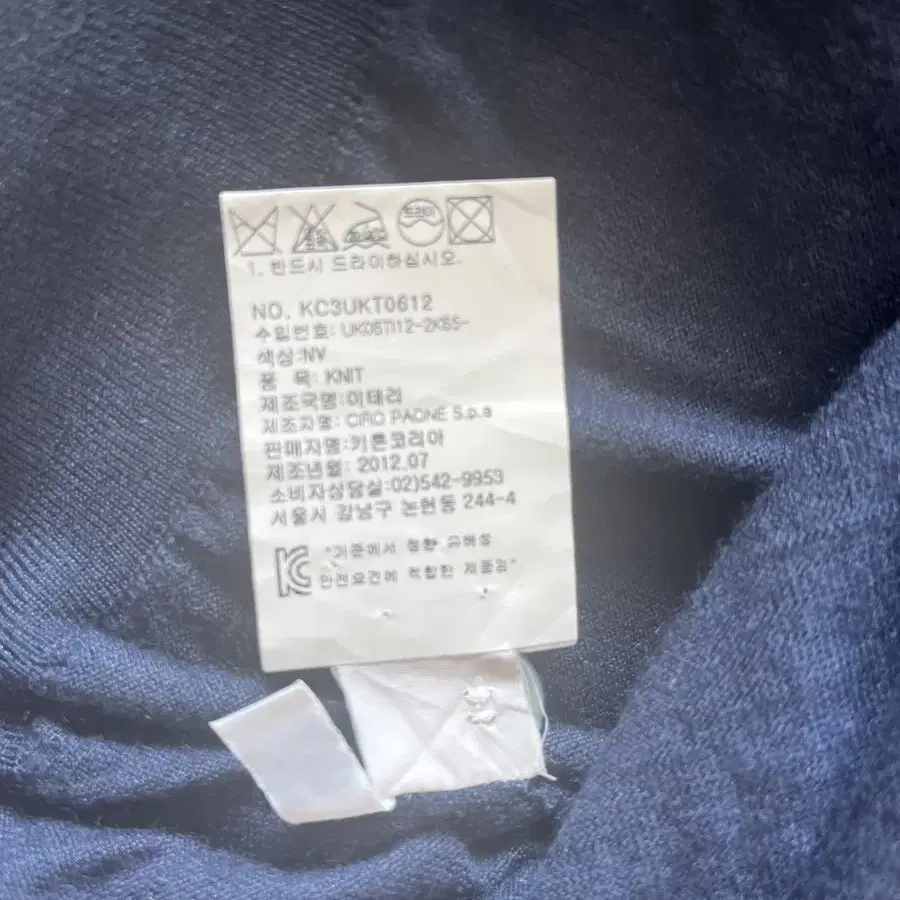 드라이
1. 반드시 드라이하십시오.
NO. KC3UKT0612
수입번호: UK06TI12-2K65-
색상:NV
품 목: KNIT
제조국명:이태리
제조자명: CIRO PAONE S.p.a
판매자명:키톤코리아
제조년월: 2012.07
소비자상담실:02)542-9953
서울시 강남구 논현동 244-4
"기준에서 정한 유해성
안전요건에 적합한 제품임"